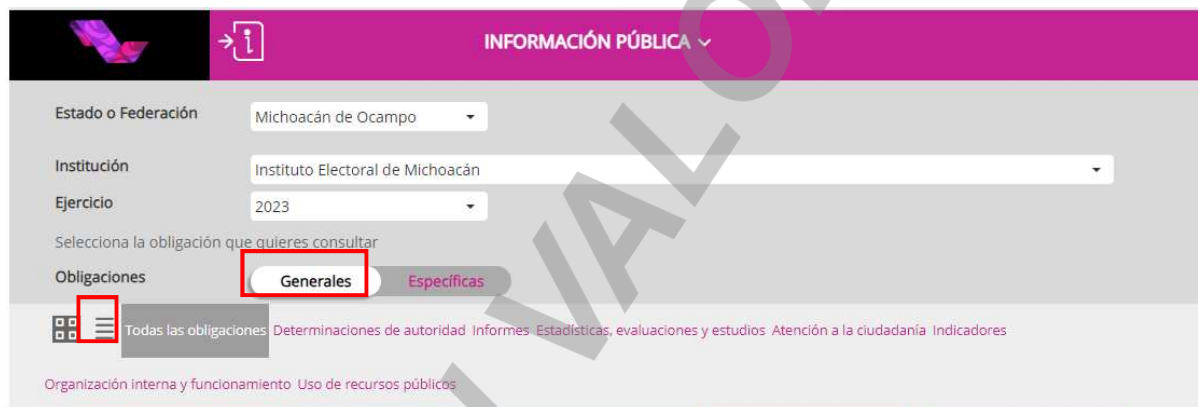 INFORMACIÓN PÚBLICA
Estado o Federación Michoacán de Ocampo
Institución Instituto Electoral de Michoacán
Ejercicio 2023
Selecciona la obligación que quieres consultar
Obligaciones Generales Específicas
Todas las obligaciones Determinaciones de autoridad Informes Estadísticas, evaluaciones y estudios Atención a la ciudadanía Indicadores
Organización interna y funcionamiento Uso de recursos públicos